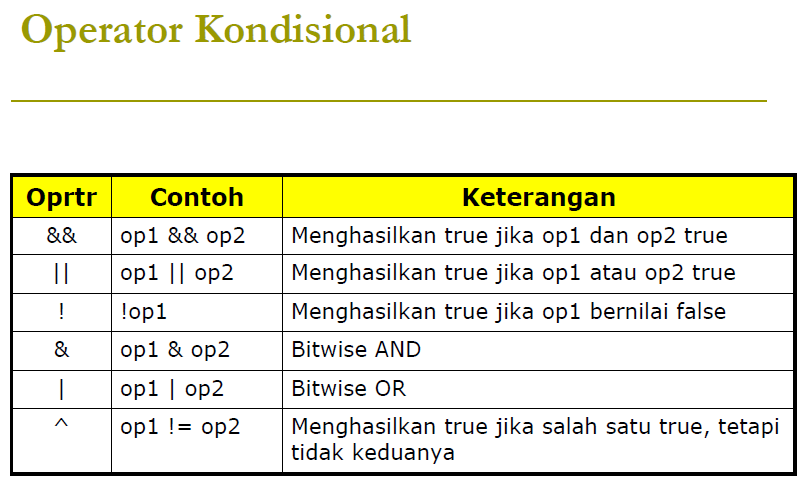 Operator Kondisional
Oprtr Contoh Keterangan
&& op1 && op2 Menghasilkan true jika op1 dan op2 true
|| op1 || op2 Menghasilkan true jika op1 atau op2 true
! !op1 Menghasilkan true jika op1 bernilai false
& op1 & op2 Bitwise AND
| op1 | op2 Bitwise OR
^ op1 != op2 Menghasilkan true jika salah satu true, tetapi
tidak keduanya